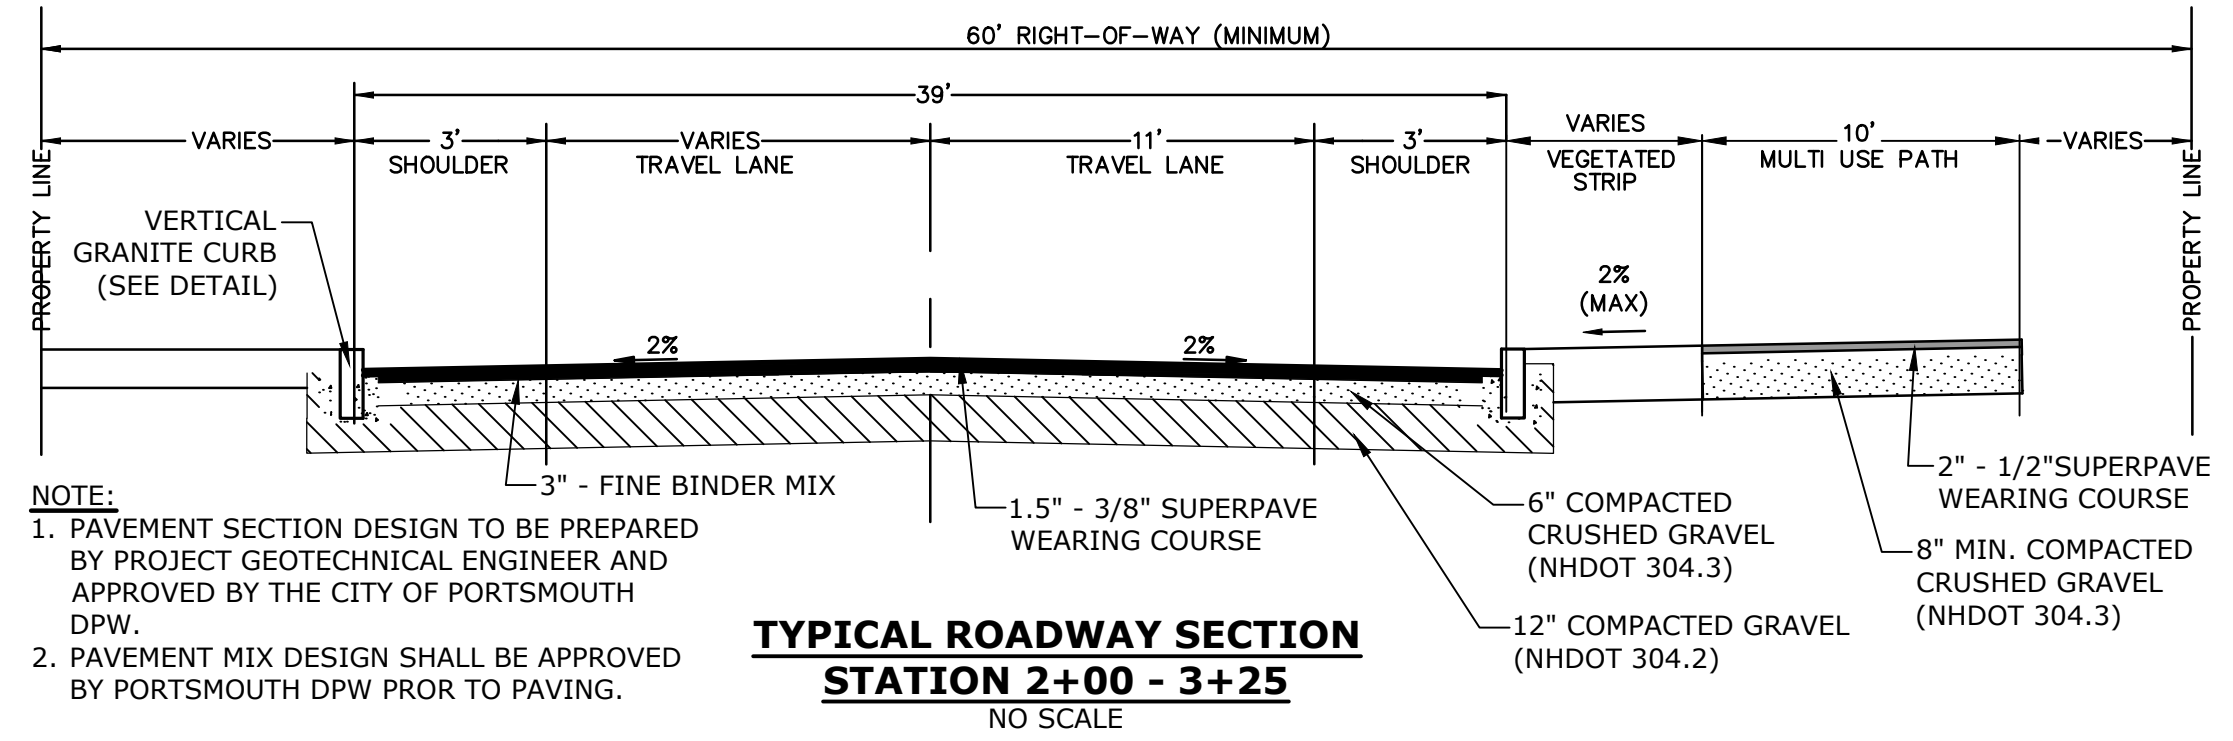 60' RIGHT-OF-WAY (MINIMUM)
39'
VARIES
3'
SHOULDER
VARIES
TRAVEL LANE
11'
TRAVEL LANE
3'
SHOULDER
VARIES
VEGETATED
STRIP
10'
MULTI USE PATH
VARIES
PROPERTY LINE
PROPERTY LINE
VERTICAL
GRANITE CURB
(SEE DETAIL)
2%
2%
2%
(MAX)
3" - FINE BINDER MIX
1.5" - 3/8" SUPERPAVE
WEARING COURSE
6" COMPACTED
CRUSHED GRAVEL
(NHDOT 304.3)
12" COMPACTED GRAVEL
(NHDOT 304.2)
2" - 1/2"SUPERPAVE
WEARING COURSE
8" MIN. COMPACTED
CRUSHED GRAVEL
(NHDOT 304.3)
NOTE:
1. PAVEMENT SECTION DESIGN TO BE PREPARED
BY PROJECT GEOTECHNICAL ENGINEER AND
APPROVED BY THE CITY OF PORTSMOUTH
DPW.
2. PAVEMENT MIX DESIGN SHALL BE APPROVED
BY PORTSMOUTH DPW PROR TO PAVING.
TYPICAL ROADWAY SECTION
STATION 2+00 - 3+25
NO SCALE